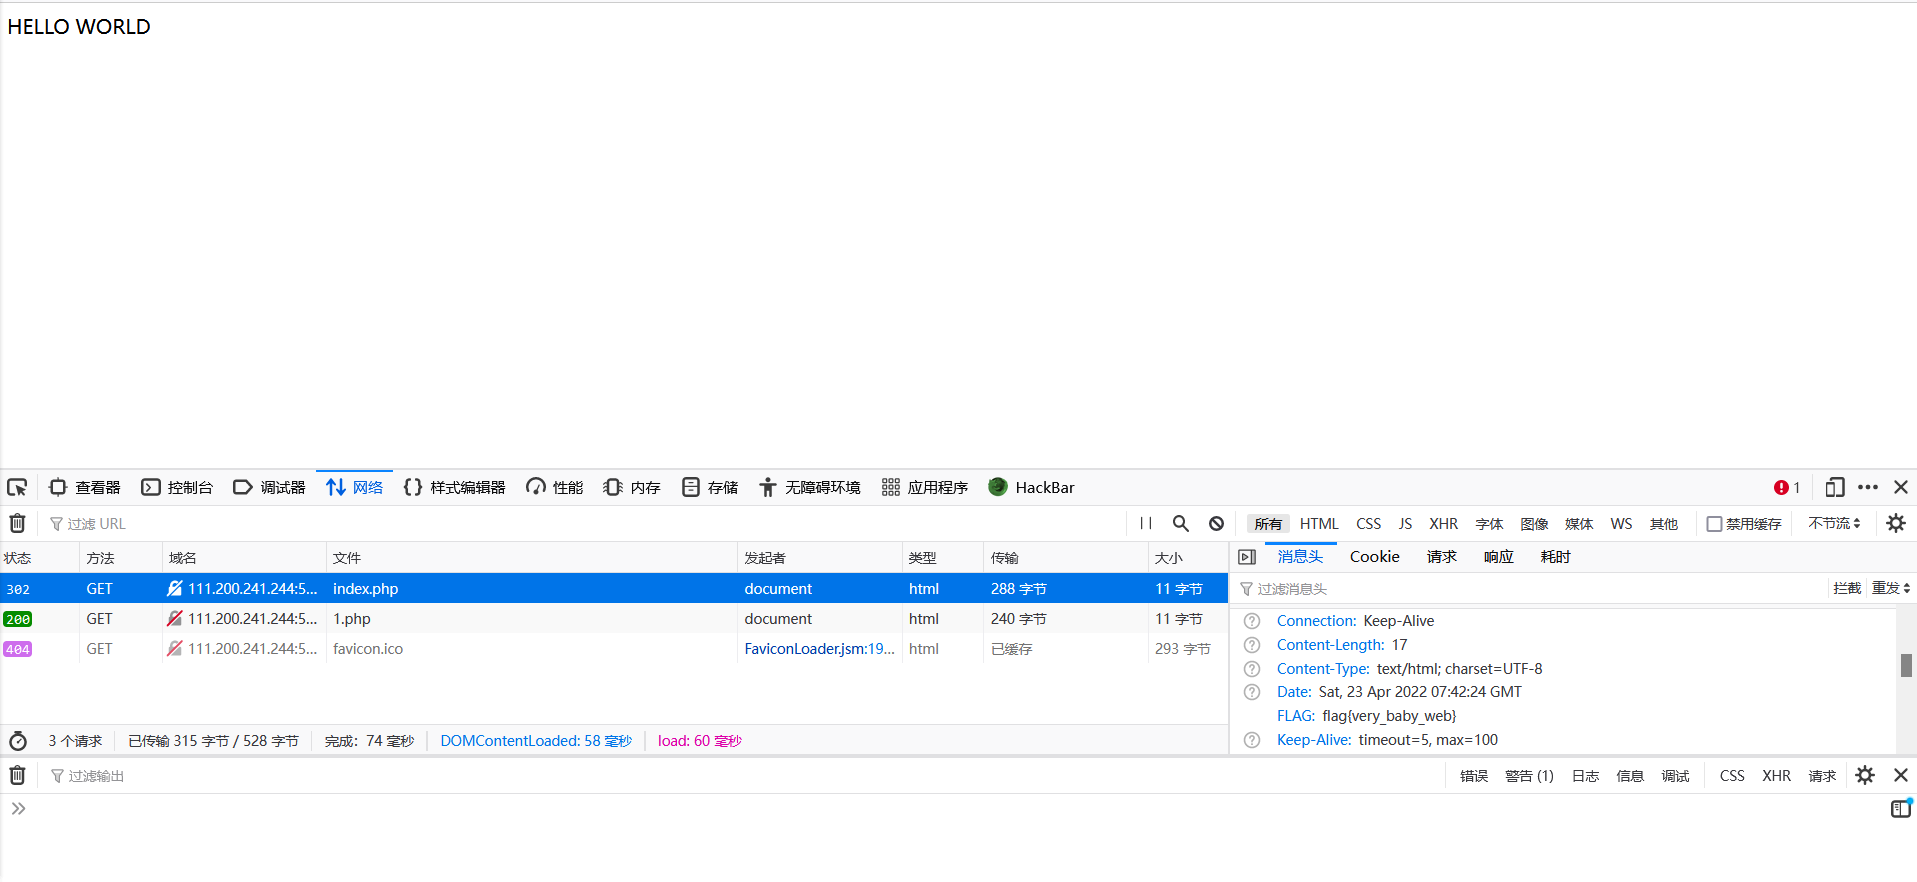 HELLO WORLD
查看器 控制台 调试器 网络 样式编辑器 性能 内存 存储 无障碍环境 应用程序 HackBar 1
过滤 URL 所有 HTML CSS JS XHR 字体 图像 媒体 WS 其他 禁用缓存 不节流
状态 方法 域名 文件 发起者 类型 传输 大小 消息头 Cookie 请求 响应 耗时
302 GET 111.200.241.244:5... index.php document html 288 字节 11 字节 过滤消息头 拦截 重发
200 GET 111.200.241.244:5... 1.php document html 240 字节 11 字节
404 GET 111.200.241.244:5... favicon.ico FaviconLoader.jsm:19... html 已缓存 293 字节
Connection: Keep-Alive
Content-Length: 17
Content-Type: text/html; charset=UTF-8
Date: Sat, 23 Apr 2022 07:42:24 GMT
FLAG: flag{very_baby_web}
Keep-Alive: timeout=5, max=100
3 个请求 已传输 315 字节 / 528 字节 完成：74 毫秒 DOMContentLoaded: 58 毫秒 load: 60 毫秒
过滤输出 错误 警告 (1) 日志 信息 调试 CSS XHR 请求